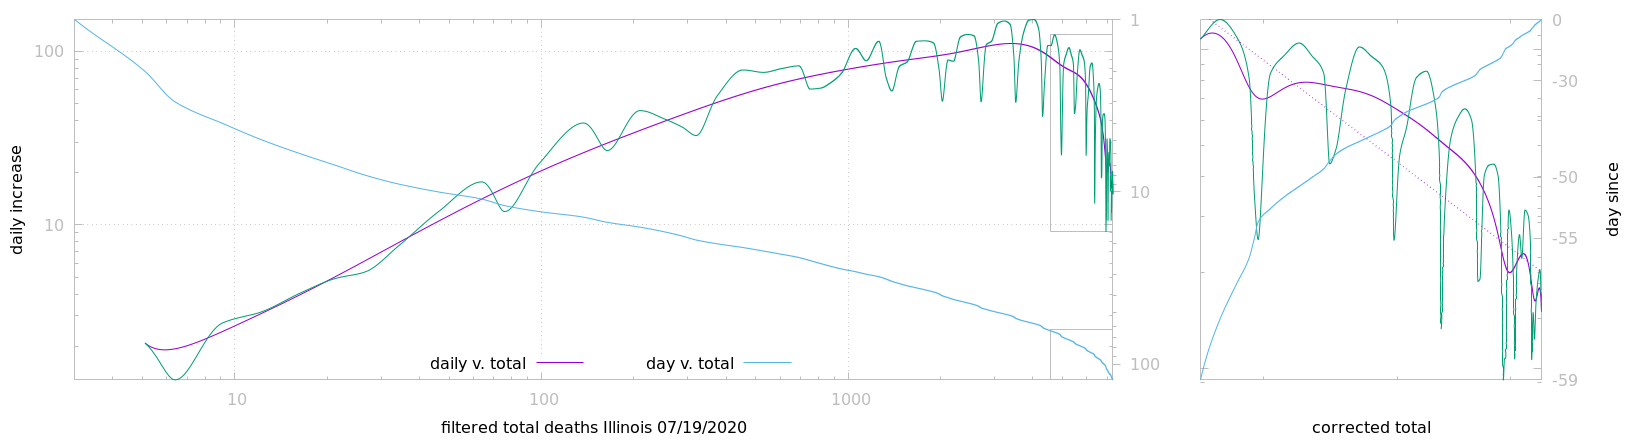 100
10
daily increase
10
100
1000
filtered total deaths Illinois 07/19/2020
daily v. total
day v. total
1
10
100
0
-30
-50
-55
-59
day since
corrected total